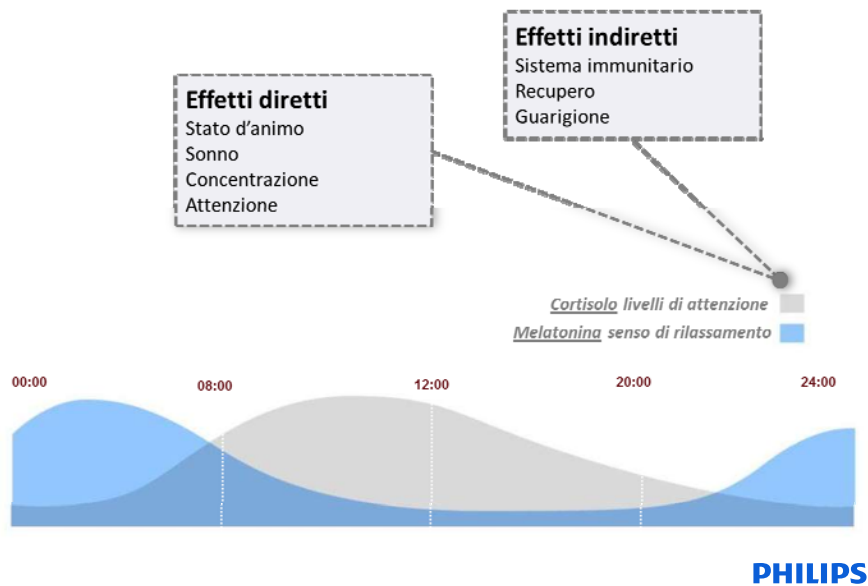 Effetti indiretti
Sistema immunitario
Recupero
Guarigione
Effetti diretti
Stato d'animo
Sonno
Concentrazione
Attenzione
Cortisolo livelli di attenzione
Melatonina senso di rilassamento
00:00
08:00
12:00
20:00
24:00
PHILIPS